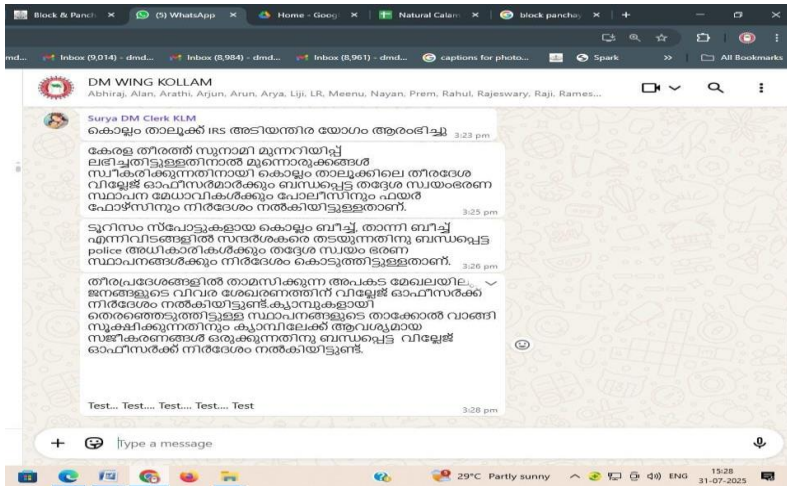 Block & Panch
(5) WhatsApp
Home - Googl
Natural Calam
block panchay
md...
Inbox (9,014) - dmd...
Inbox (8,984) - dmd...
Inbox (8,961) - dmd...
captions for photo...
Spark
All Bookmarks
DM WING KOLLAM
Abhiraj, Alan, Arathi, Arjun, Arun, Arya, Liji, LR, Meenu, Nayan, Prem, Rahul, Rajeswary, Raji, Rames...
Surya DM Clerk KLM
കൊല്ലം താലൂക്ക് IRS അടിയന്തിര യോഗം ആരംഭിച്ചു 3:23 pm
കേരള തീരത്ത് സുനാമി മുന്നറിയിപ്പ്
ലഭിച്ചതിട്ടുള്ളതിനാൽ മുന്നൊരുക്കങ്ങൾ
സ്വീകരിക്കുന്നതിനായി കൊല്ലം താലൂക്കിലെ തീരദേശ
വില്ലേജ് ഓഫീസർമാർക്കും ബന്ധപ്പെട്ട തദ്ദേശ സ്വയംഭരണ
സ്ഥാപന മേധാവികൾക്കും പോലീസിനും ഫയർ
ഫോഴ്സിനും നിർദേശം നൽകിയിട്ടുള്ളതാണ്.
3:25 pm
ടൂറിസം സ്പോട്ടുകളായ കൊല്ലം ബീച്ച്, താന്നി ബീച്ച്
എന്നിവിടങ്ങളിൽ സന്ദർശകരെ തടയുന്നതിനു ബന്ധപ്പെട്ട
police അധികാരികൾക്കും തദ്ദേശ സ്വയം ഭരണ
സ്ഥാപനങ്ങൾക്കും നിർദേശം കൊടുത്തിട്ടുള്ളതാണ്.
3:26 pm
തീരപ്രദേശങ്ങളിൽ താമസിക്കുന്ന അപകട മേഖലയില
ജനങ്ങളുടെ വിവര ശേഖരണത്തിന് വില്ലേജ് ഓഫീസർക്ക്
നിർദേശം നൽകിയിട്ടുണ്ട്.ക്യാമ്പുകളായി
തെരഞ്ഞെടുത്തിട്ടുള്ള സ്ഥാപനങ്ങളുടെ താക്കോൽ വാങ്ങി
സൂക്ഷിക്കുന്നതിനും ക്യാമ്പിലേക്ക് ആവശ്യമായ
സജ്ജീകരണങ്ങൾ ഒരുക്കുന്നതിനു ബന്ധപ്പെട്ട വില്ലേജ്
ഓഫീസർക്ക് നിർദേശം നൽകിയിട്ടുണ്ട്.
Test... Test.... Test.... Test.... Test
3:28 pm
Type a message
29°C Partly sunny
ENG
15:28
31-07-2025